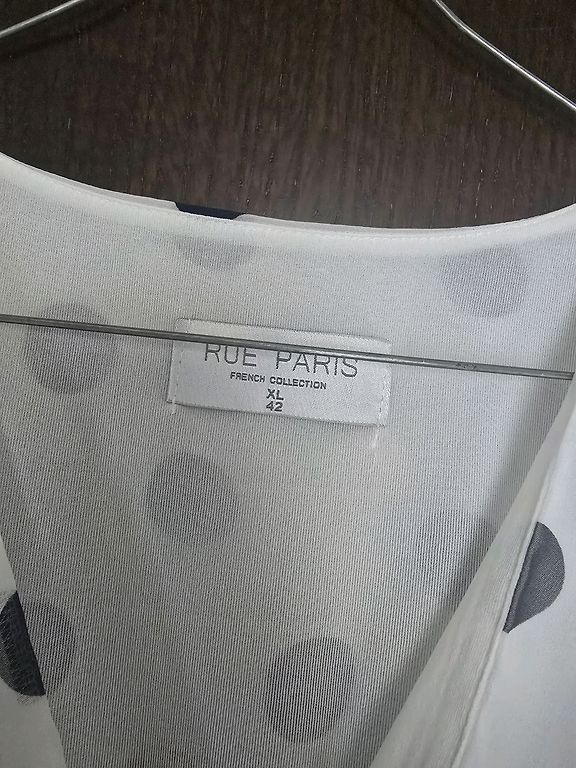 RUE PARIS
FRENCH COLLECTION
XL
42